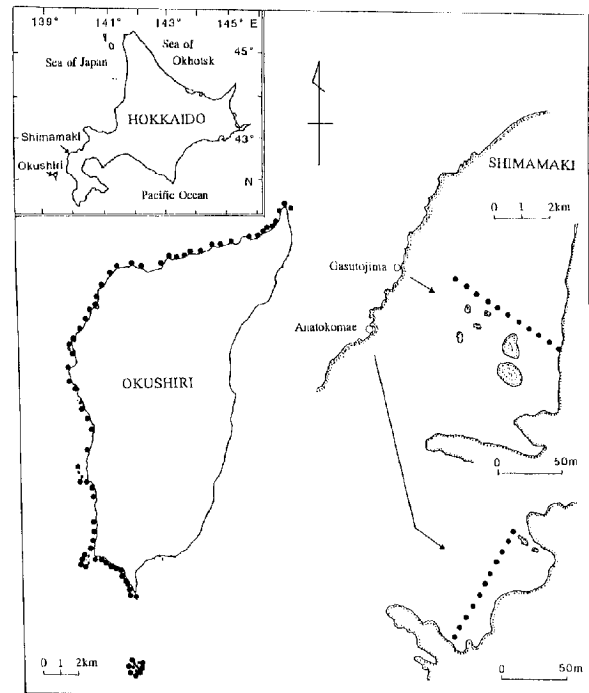 139° 141° 143° 145° E
Sea of
Okhotsk
45°
Sea of Japan
HOKKAIDO
Shimamaki
43°
Okushiri
N
Pacific Ocean
SHIMAMAKI
0 1 2km
Gasutojima
Anatokomae
OKUSHIRI
0 50m
0 1 2km
0 50m